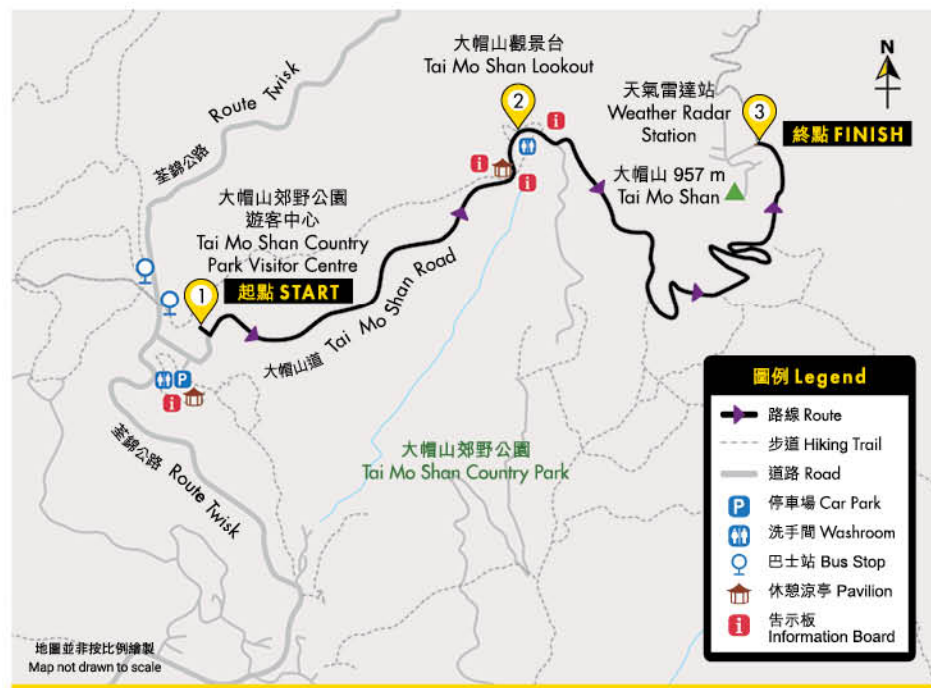 大帽山觀景台
Tai Mo Shan Lookout
N
Route Twisk
荃錦公路
2
i
天氣雷達站
Weather Radar
Station
3
終點 FINISH
i
i
大帽山 957 m
Tai Mo Shan
大帽山郊野公園
遊客中心
Tai Mo Shan Country
Park Visitor Centre
1
起點 START
大帽山道 Tai Mo Shan Road
P
i
荃錦公路 Route Twisk
大帽山郊野公園
Tai Mo Shan Country Park
圖例 Legend
路線 Route
步道 Hiking Trail
道路 Road
P 停車場 Car Park
洗手間 Washroom
巴士站 Bus Stop
休憩涼亭 Pavilion
i 告示板
Information Board
地圖並非按比例繪製
Map not drawn to scale